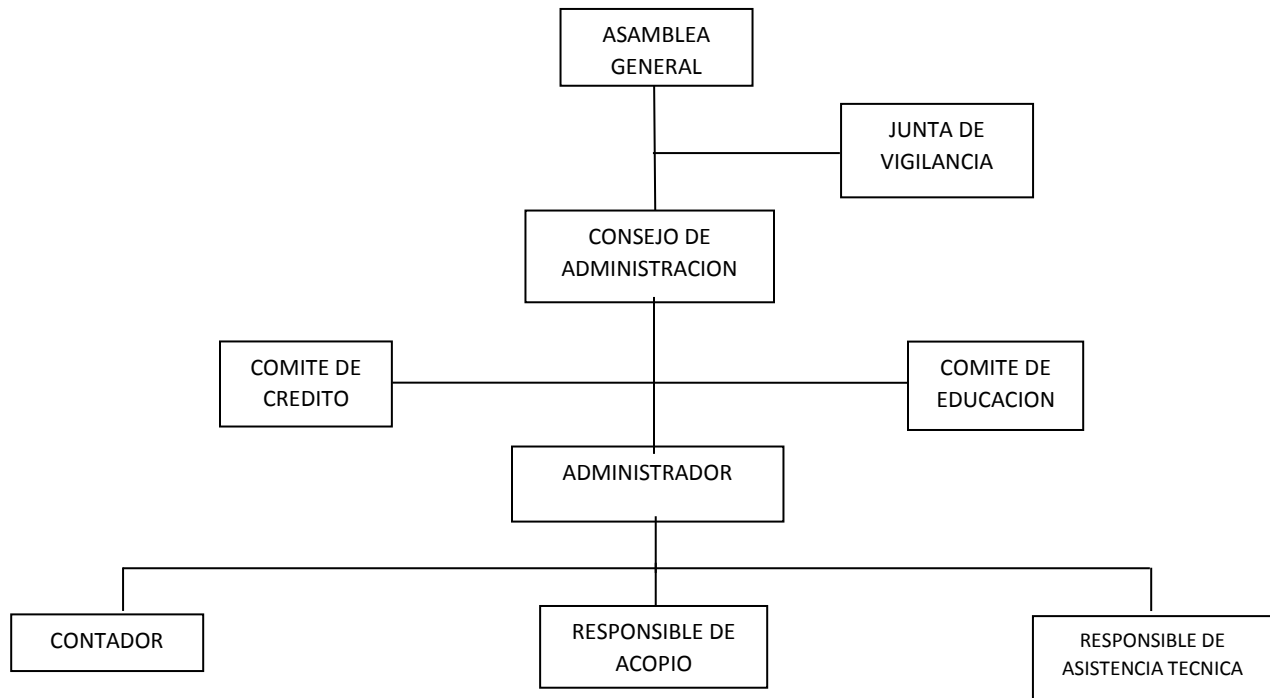 ASAMBLEA
GENERAL
JUNTA DE
VIGILANCIA
CONSEJO DE
ADMINISTRACION
COMITE DE
CREDITO
COMITE DE
EDUCACION
ADMINISTRADOR
CONTADOR
RESPONSIBLE DE
ACOPIO
RESPONSIBLE DE
ASISTENCIA TECNICA